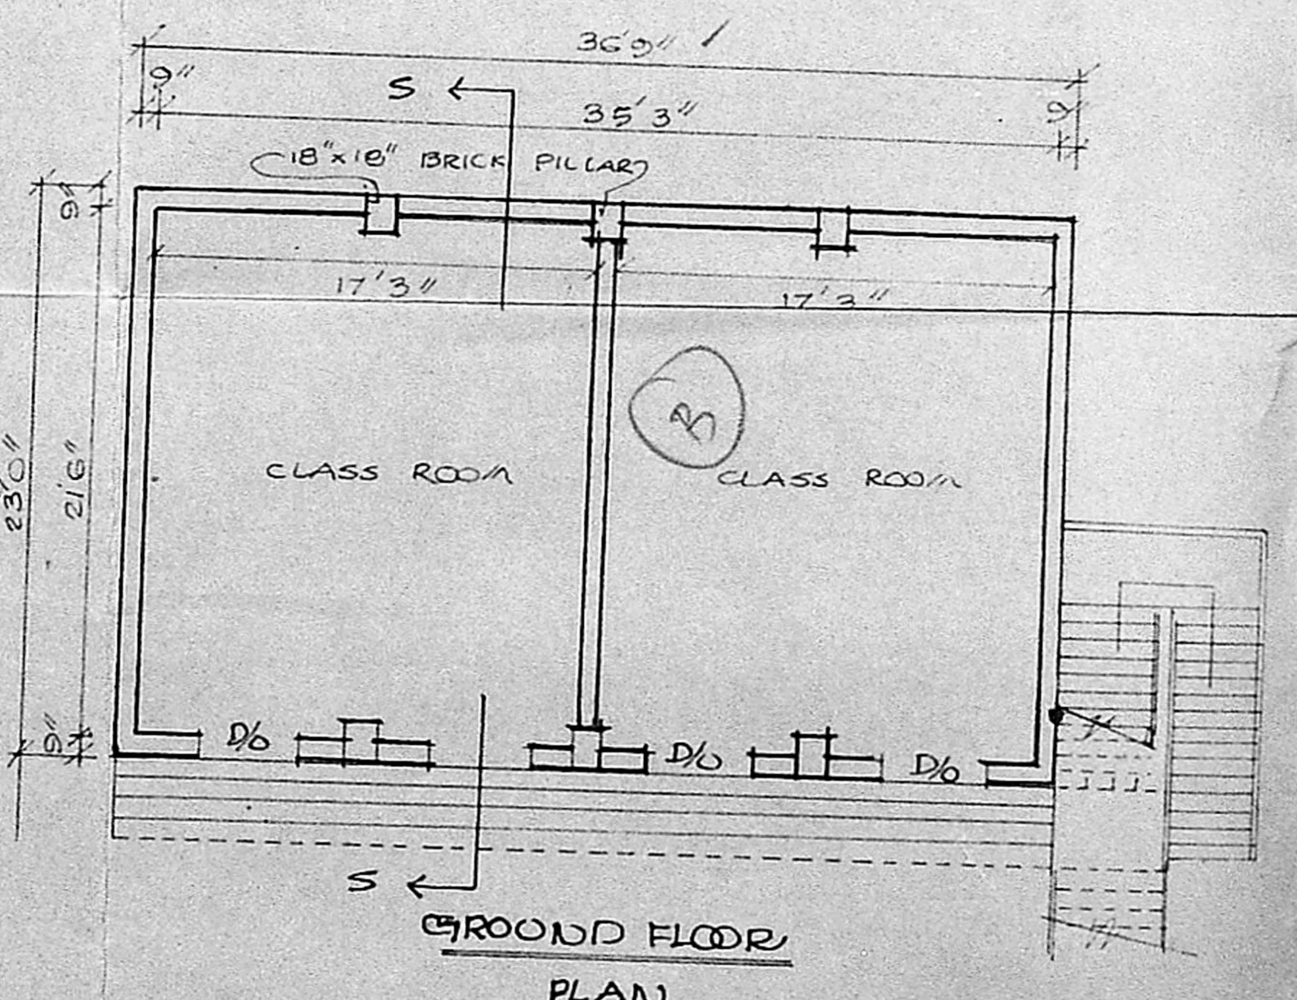 36'9"
9"
S
35'3"
9
18"x18" BRICK PILLAR
9"
17'3"
17'3"
B
CLASS ROOM
CLASS ROOM
23'0"
21'6"
9"
D/O
D/O
D/O
S
GROUND FLOOR
PLAN